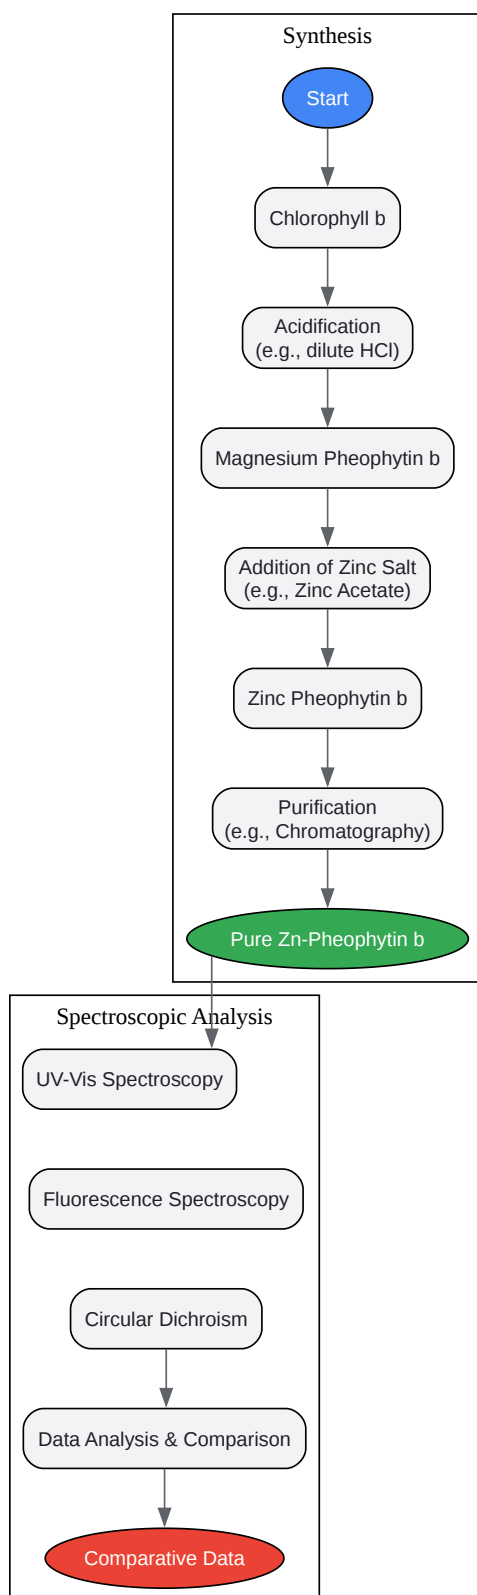 Synthesis
Start
Chlorophyll b
Acidification
(e.g., dilute HCl)
Magnesium Pheophytin b
Addition of Zinc Salt
(e.g., Zinc Acetate)
Zinc Pheophytin b
Purification
(e.g., Chromatography)
Pure Zn-Pheophytin b
Spectroscopic Analysis
UV-Vis Spectroscopy
Fluorescence Spectroscopy
Circular Dichroism
Data Analysis & Comparison
Comparative Data